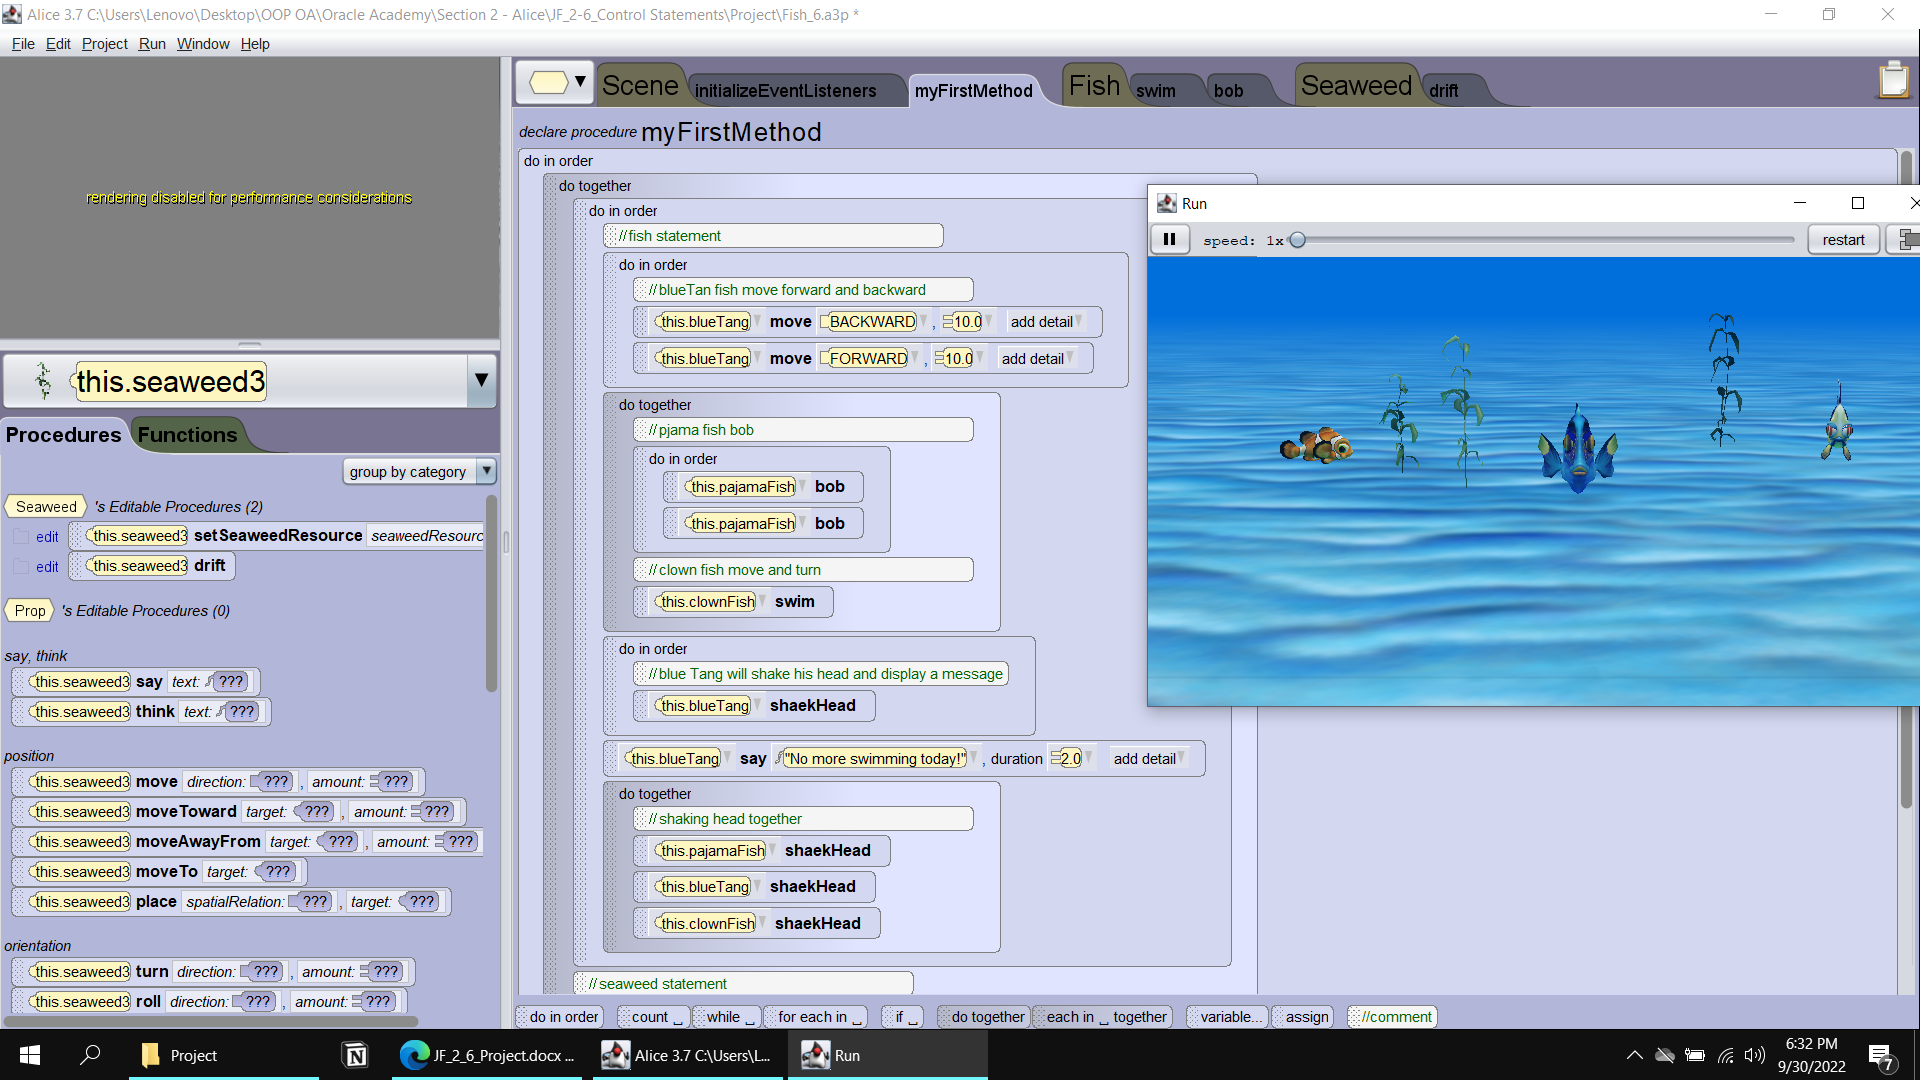 Alice 3.7 C:\Users\Lenovo\Desktop\OOP OA\Oracle Academy\Section 2 - Alice\JF_2-6_Control Statements\Project\Fish_6.a3p *
File Edit Project Run Window Help
rendering disabled for performance considerations
this.seaweed3
Procedures Functions
group by category
Seaweed 's Editable Procedures (2)
edit this.seaweed3 setSeaweedResource seaweedResourc
edit this.seaweed3 drift
Prop 's Editable Procedures (0)
say, think
this.seaweed3 say text: ???
this.seaweed3 think text: ???
position
this.seaweed3 move direction: ??? , amount: ???
this.seaweed3 moveToward target: ??? , amount: ???
this.seaweed3 moveAwayFrom target: ??? , amount: ???
this.seaweed3 moveTo target: ???
this.seaweed3 place spatialRelation: ??? , target: ???
orientation
this.seaweed3 turn direction: ??? , amount: ???
this.seaweed3 roll direction: ??? , amount: ???
Scene initializeEventListeners myFirstMethod Fish swim bob Seaweed drift
declare procedure myFirstMethod
do in order
do together
do in order
//fish statement
do in order
//blueTan fish move forward and backward
this.blueTang move BACKWARD , 10.0 add detail
this.blueTang move FORWARD , 10.0 add detail
do together
//pjama fish bob
do in order
this.pajamaFish bob
this.pajamaFish bob
//clown fish move and turn
this.clownFish swim
do in order
//blue Tang will shake his head and display a message
this.blueTang shaekHead
this.blueTang say "No more swimming today!" , duration 2.0 add detail
do together
//shaking head together
this.pajamaFish shaekHead
this.blueTang shaekHead
this.clownFish shaekHead
//seaweed statement
do in order count ␣ while ␣ for each in ␣ if ␣ do together each in ␣ together variable... assign //comment
Run
speed: 1x restart
Project JF_2_6_Project.docx ... Alice 3.7 C:\Users\L... Run
6:32 PM
9/30/2022
7